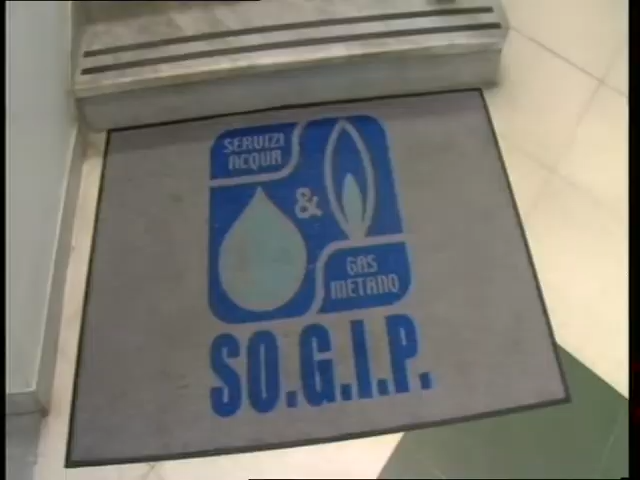 SERVIZI
ACQUA
&
GAS
METANO
SO.G.I.P.